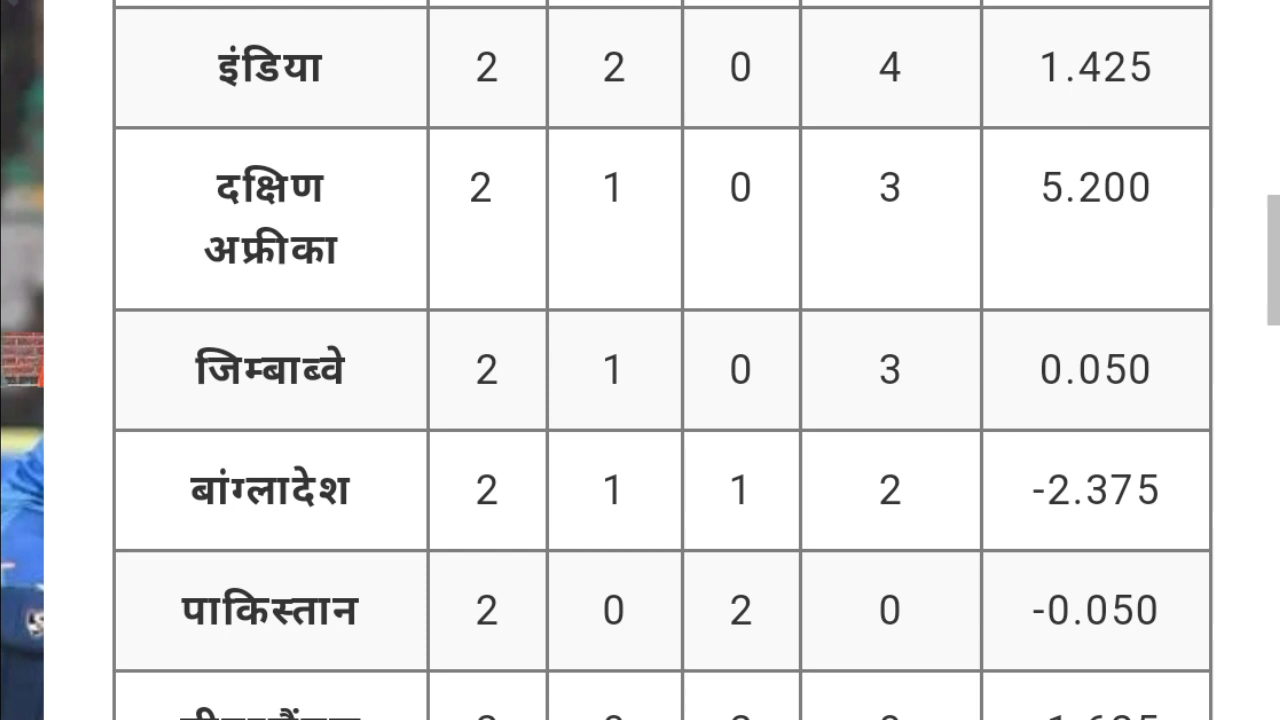 इंडिया 2 2 0 4 1.425
दक्षिण 2 1 0 3 5.200
अफ्रीका
जिम्बाब्वे 2 1 0 3 0.050
बांग्लादेश 2 1 1 2 -2.375
पाकिस्तान 2 0 2 0 -0.050